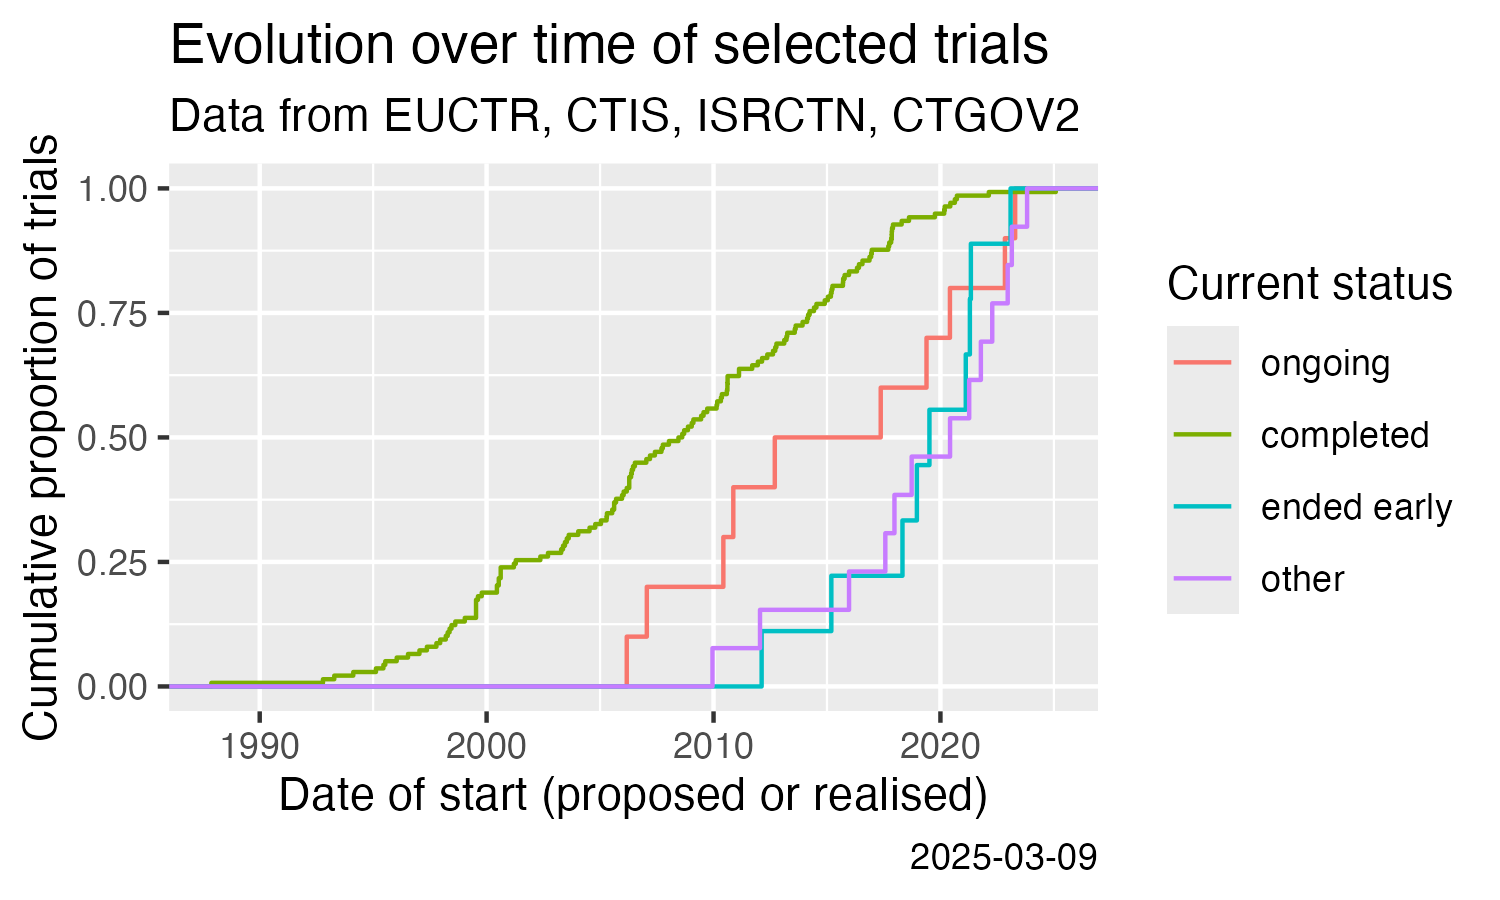 Evolution over time of selected trials
Data from EUCTR, CTIS, ISRCTN, CTGOV2
Cumulative proportion of trials
1.00
0.75
0.50
0.25
0.00
1990
2000
2010
2020
Date of start (proposed or realised)
Current status
ongoing
completed
ended early
other
2025-03-09